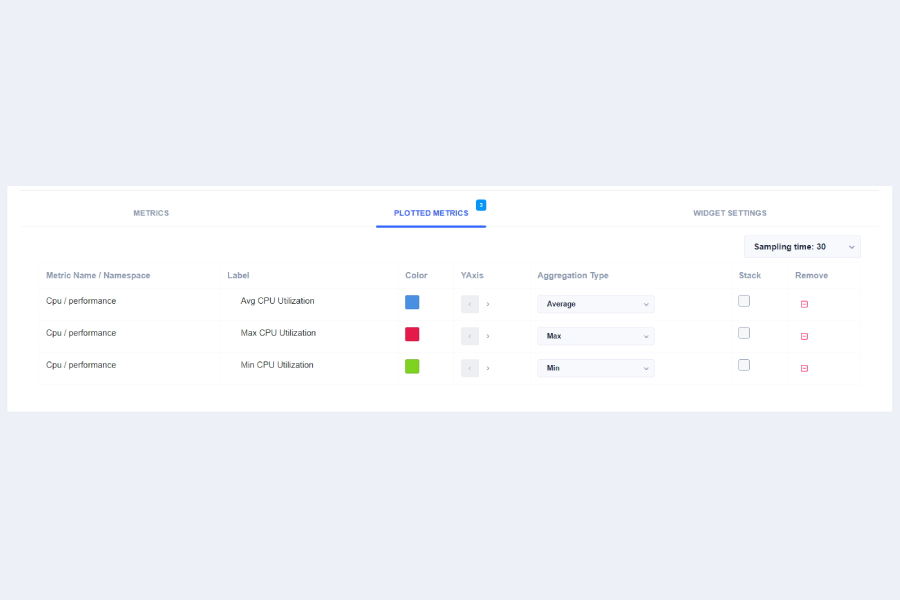 METRICS
PLOTTED METRICS
3
WIDGET SETTINGS
Sampling time: 30
Metric Name / Namespace Label Color YAxis Aggregation Type Stack Remove
Cpu / performance Avg CPU Utilization Average
Cpu / performance Max CPU Utilization Max
Cpu / performance Min CPU Utilization Min